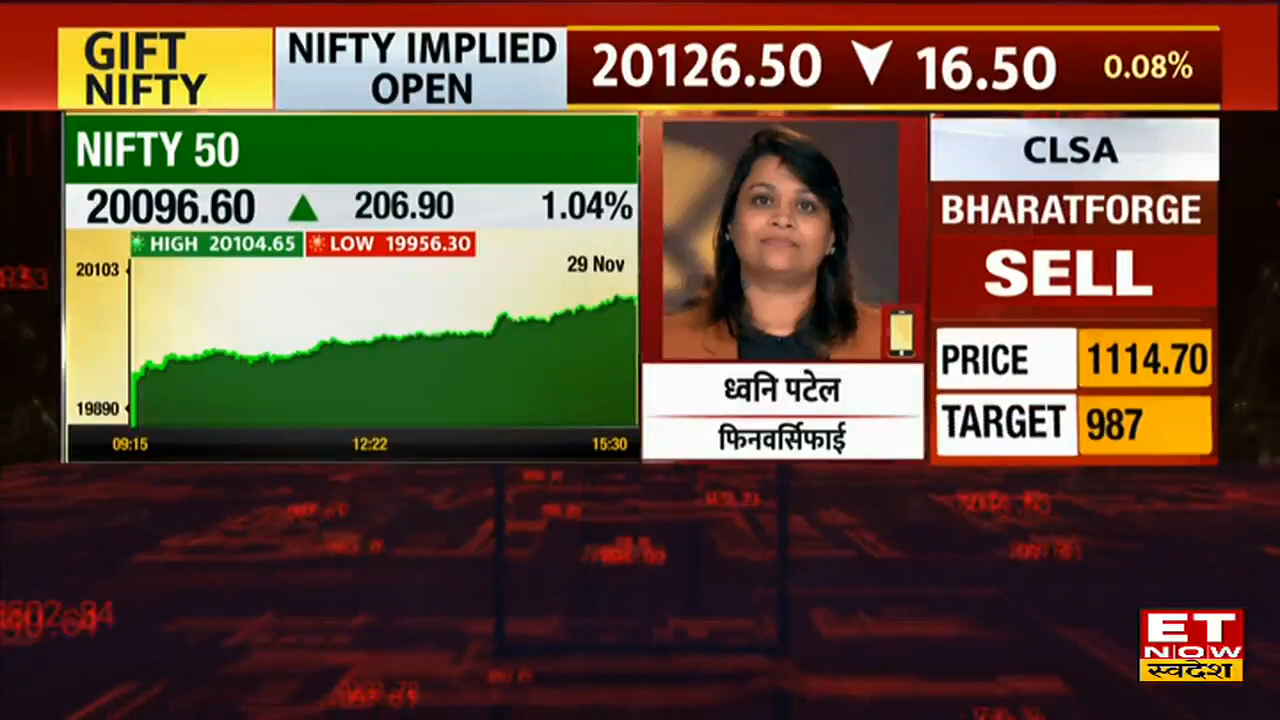 GIFT
NIFTY
NIFTY IMPLIED
OPEN
20126.50
16.50
0.08%
NIFTY 50
20096.60
206.90
1.04%
HIGH 20104.65
LOW 19956.30
20103
29 Nov
19890
09:15
12:22
15:30
ध्वनि पटेल
फिनवर्सिफाई
CLSA
BHARATFORGE
SELL
PRICE 1114.70
TARGET 987
ET
NOW
स्वदेश